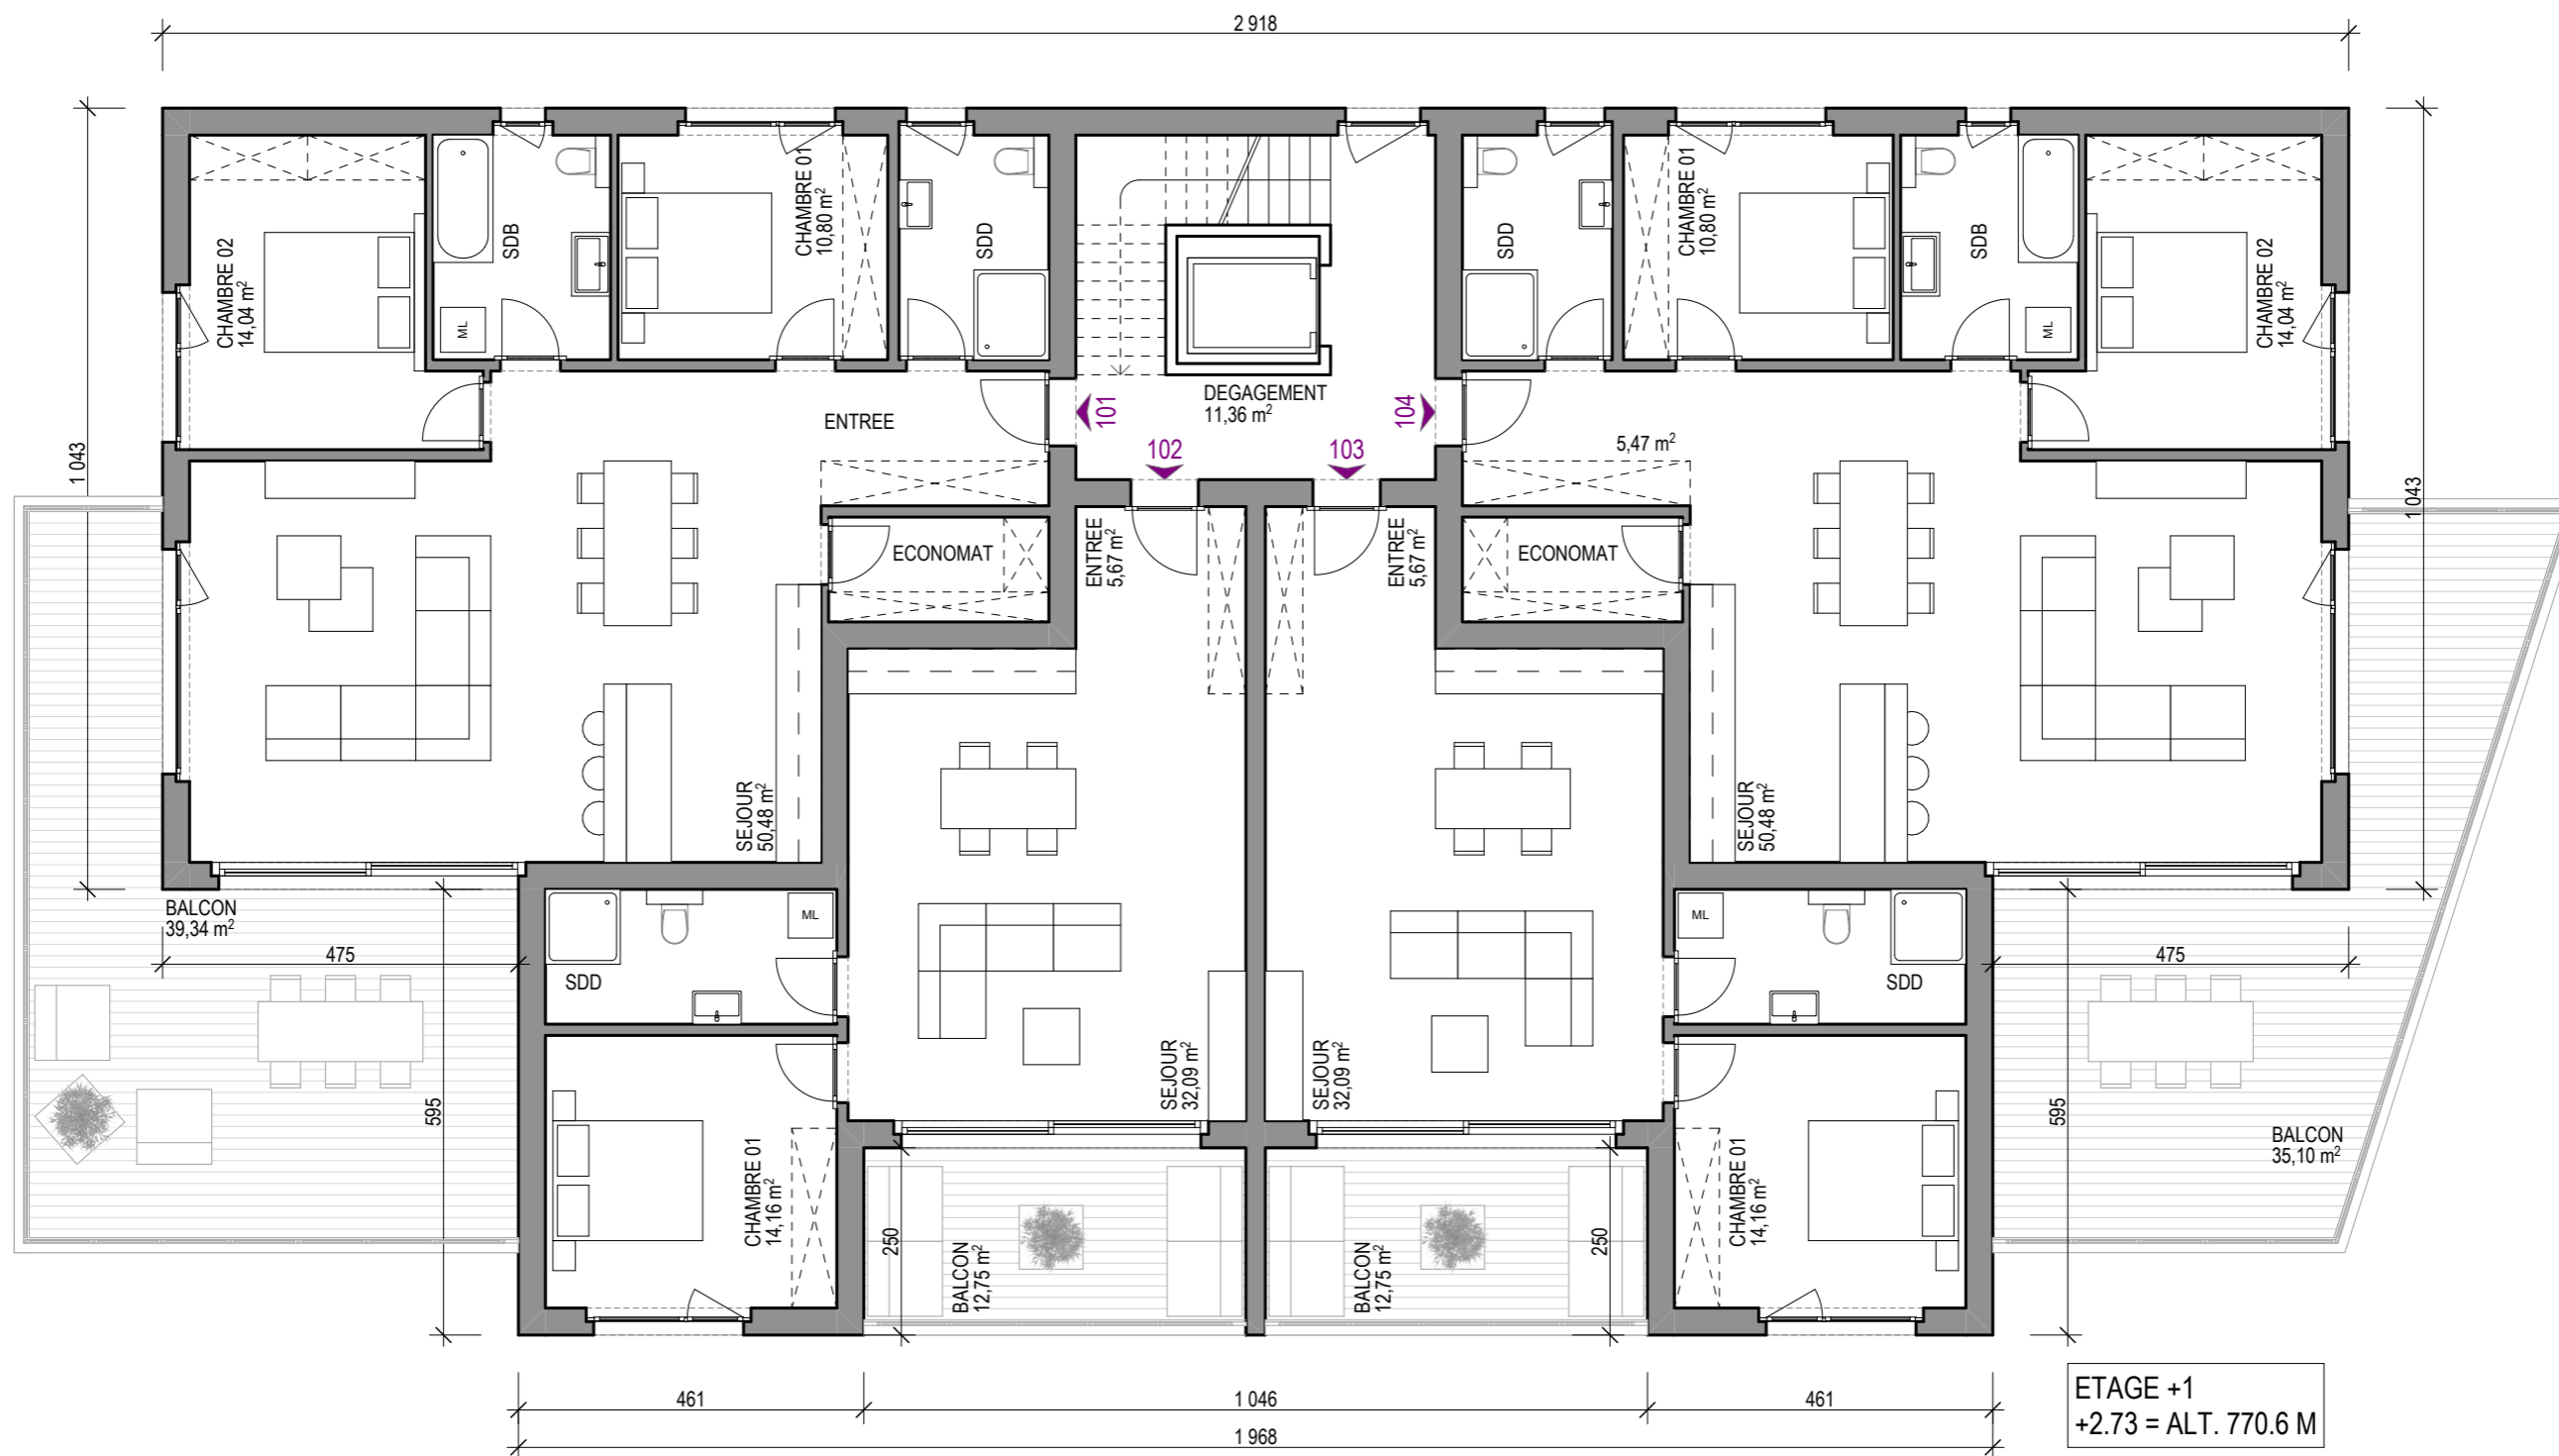 2 918
CHAMBRE 02
14,04 m²
SDB
ML
CHAMBRE 01
10,80 m²
SDD
SDD
CHAMBRE 01
10,80 m²
SDB
ML
CHAMBRE 02
14,04 m²
1 043
ENTREE
101
DEGAGEMENT
11,36 m²
104
102
103
5,47 m²
1 043
ECONOMAT
ENTREE
5,67 m²
ENTREE
5,67 m²
ECONOMAT
SEJOUR
50,48 m²
SEJOUR
50,48 m²
BALCON
39,34 m²
475
SDD
ML
ML
SDD
475
595
SEJOUR
32,09 m²
SEJOUR
32,09 m²
595
BALCON
35,10 m²
CHAMBRE 01
14,16 m²
250
BALCON
12,75 m²
BALCON
12,75 m²
250
CHAMBRE 01
14,16 m²
461
1 046
461
1 968
ETAGE +1
+2.73 = ALT. 770.6 M